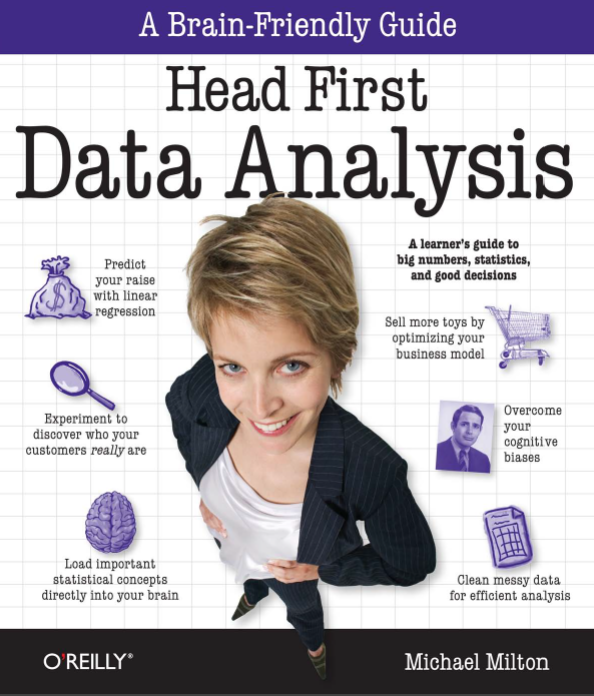 A Brain-Friendly Guide
Head First
Data Analysis
A learner's guide to
big numbers, statistics,
and good decisions
Predict
your raise
with linear
regression
Sell more toys by
optimizing your
business model
Experiment to
discover who your
customers really are
Overcome
your
cognitive
biases
Load important
statistical concepts
directly into your brain
Clean messy data
for efficient analysis
O'REILLY®
Michael Milton